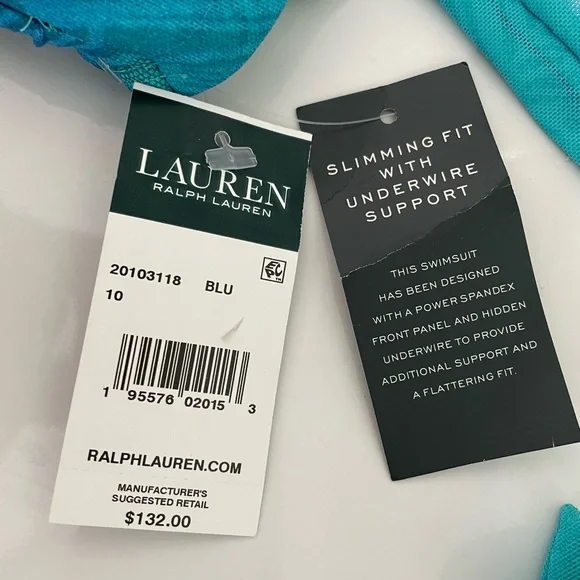 LAUREN
RALPH LAUREN
20103118 BLU
10
1 95576 02015 3
RALPHLAUREN.COM
MANUFACTURER'S
SUGGESTED RETAIL
$132.00
SLIMMING FIT
WITH
UNDERWIRE
SUPPORT
THIS SWIMSUIT
HAS BEEN DESIGNED
WITH A POWER SPANDEX
FRONT PANEL AND HIDDEN
UNDERWIRE TO PROVIDE
ADDITIONAL SUPPORT AND
A FLATTERING FIT.